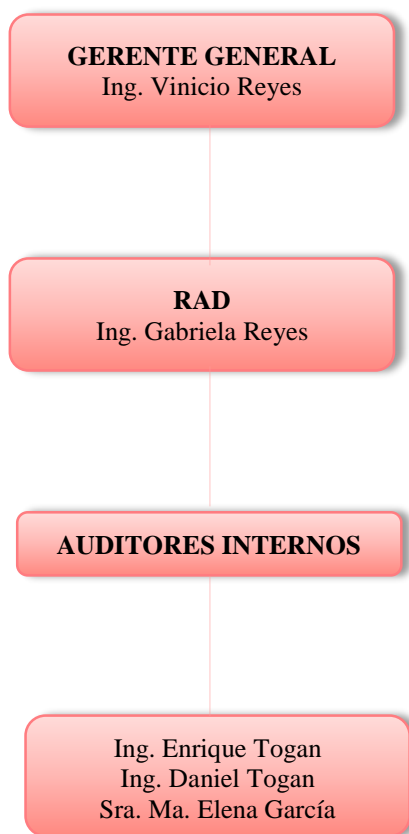 GERENTE GENERAL
Ing. Vinicio Reyes
RAD
Ing. Gabriela Reyes
AUDITORES INTERNOS
Ing. Enrique Togan
Ing. Daniel Togan
Sra. Ma. Elena García